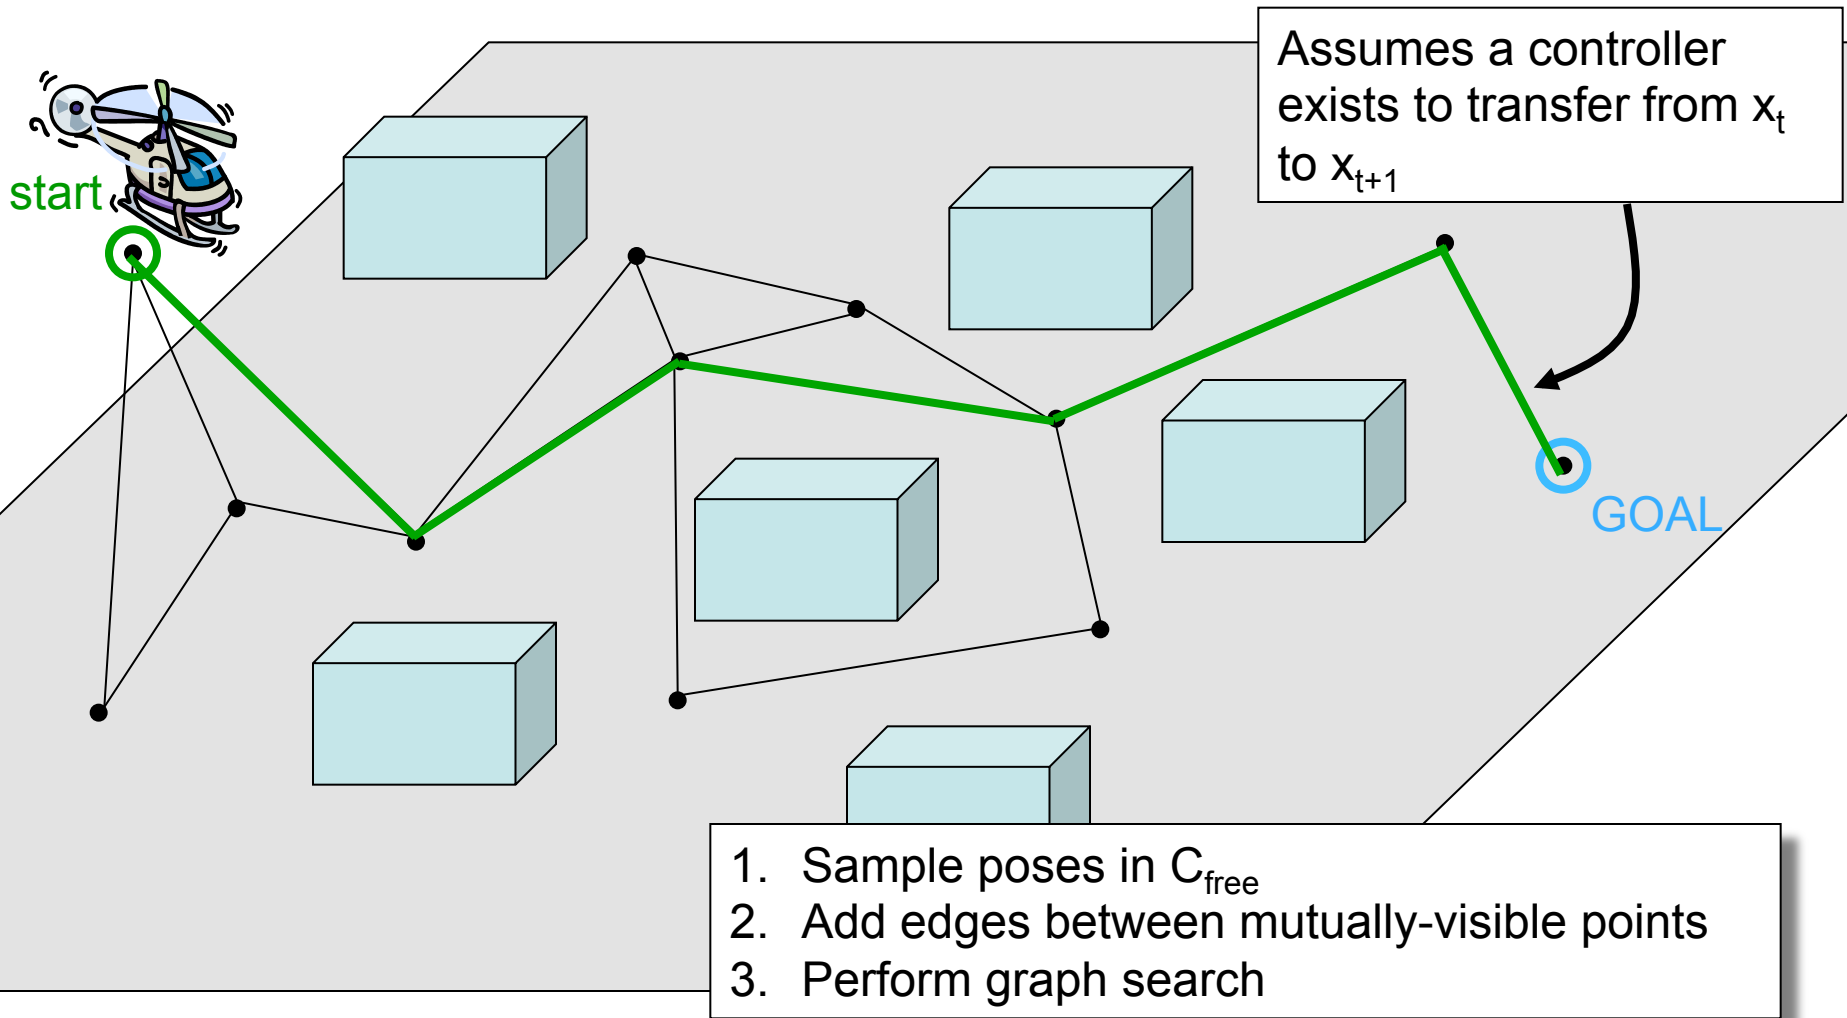 Assumes a controller
exists to transfer from xₜ
to xₜ₊₁
start
GOAL
1. Sample poses in C_free
2. Add edges between mutually-visible points
3. Perform graph search